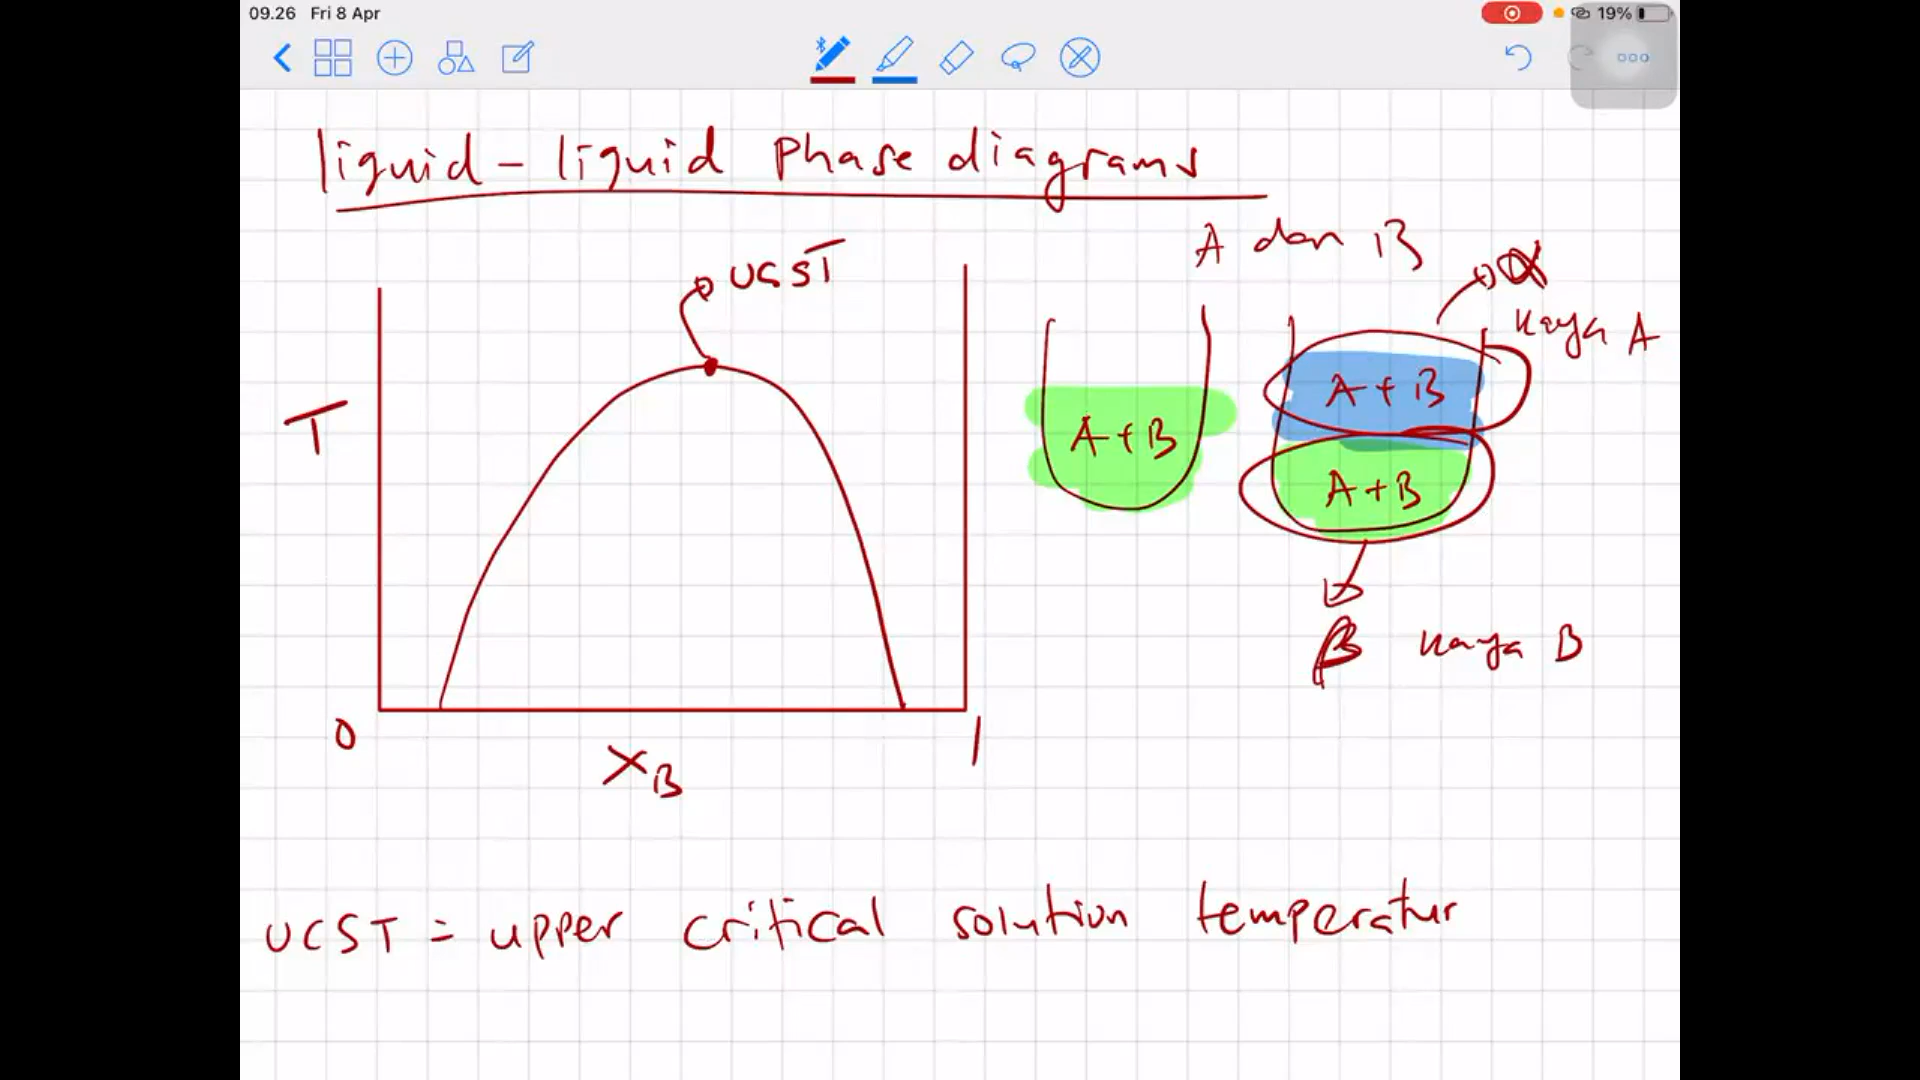 09.26 Fri 8 Apr
19%
liquid - liquid phase diagrams
A dan B
UCST
α
kaya A
T
A + B
A + B
A + B
β kaya B
0
1
XB
UCST = upper critical solution temperatur